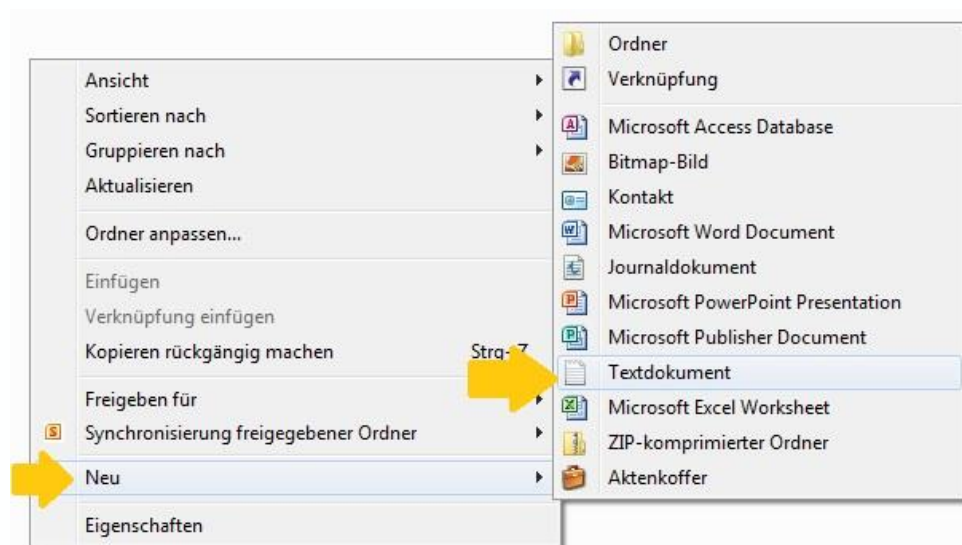 Ansicht
Sortieren nach
Gruppieren nach
Aktualisieren
Ordner anpassen...
Einfügen
Verknüpfung einfügen
Kopieren rückgängig machen
Freigeben für
Synchronisierung freigegebener Ordner
Neu
Eigenschaften
Ordner
Verknüpfung
Microsoft Access Database
Bitmap-Bild
Kontakt
Microsoft Word Document
Journaldokument
Microsoft PowerPoint Presentation
Microsoft Publisher Document
Textdokument
Microsoft Excel Worksheet
ZIP-komprimierter Ordner
Aktenkoffer